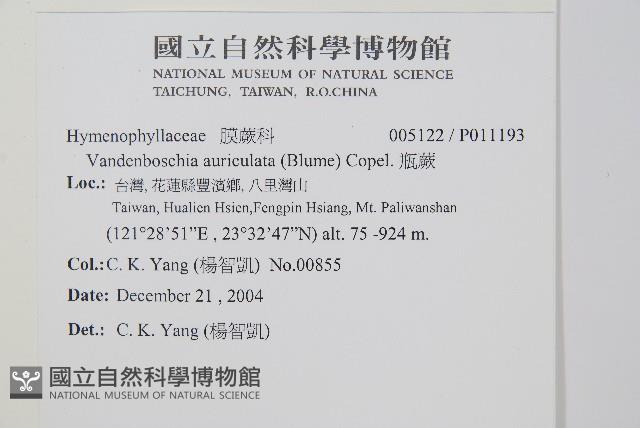 國立自然科學博物館
NATIONAL MUSEUM OF NATURAL SCIENCE
TAICHUNG, TAIWAN, R.O.CHINA
Hymenophyllaceae 膜蕨科 005122 / P011193
Vandenboschia auriculata (Blume) Copel. 瓶蕨
Loc.: 台灣, 花蓮縣豐濱鄉, 八里灣山
Taiwan, Hualien Hsien,Fengpin Hsiang, Mt. Paliwanshan
(121°28’51”E , 23°32’47”N) alt. 75 -924 m.
Col.:C. K. Yang (楊智凱) No.00855
Date: December 21 , 2004
Det.: C. K. Yang (楊智凱)
國立自然科學博物館
NATIONAL MUSEUM OF NATURAL SCIENCE